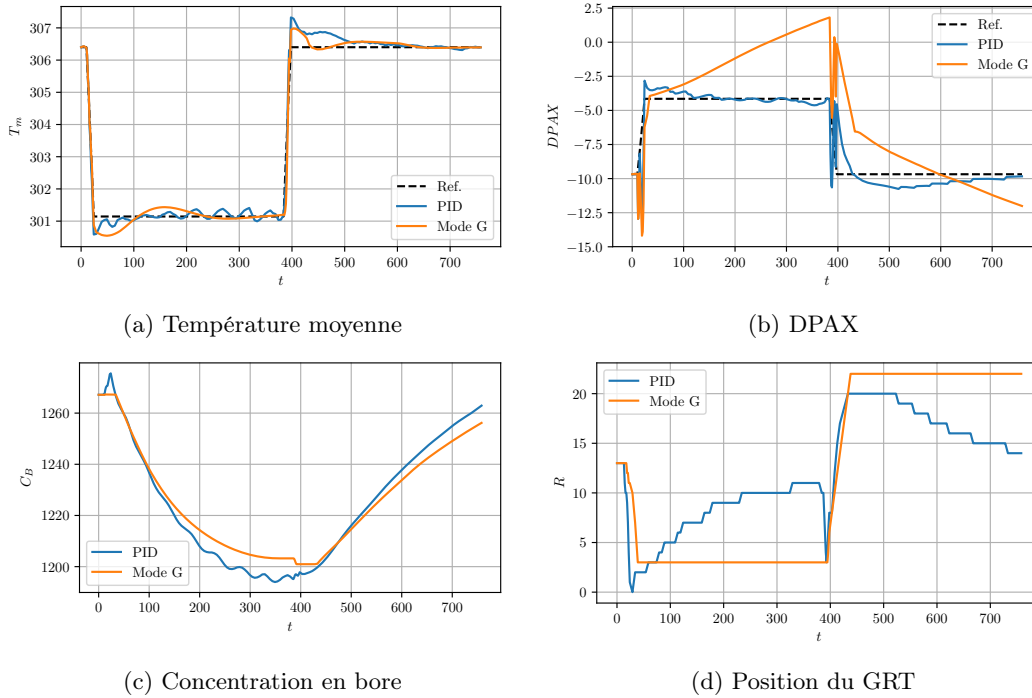 307
306
305
304
303
302
301
T_m
Ref.
PID
Mode G
0 100 200 300 400 500 600 700
t
(a) Température moyenne
2.5
0.0
−2.5
−5.0
−7.5
−10.0
−12.5
−15.0
DPAX
Ref.
PID
Mode G
0 100 200 300 400 500 600 700
t
(b) DPAX
1260
1240
1220
1200
C_B
PID
Mode G
0 100 200 300 400 500 600 700
t
(c) Concentration en bore
20
15
10
5
0
R
PID
Mode G
0 100 200 300 400 500 600 700
t
(d) Position du GRT